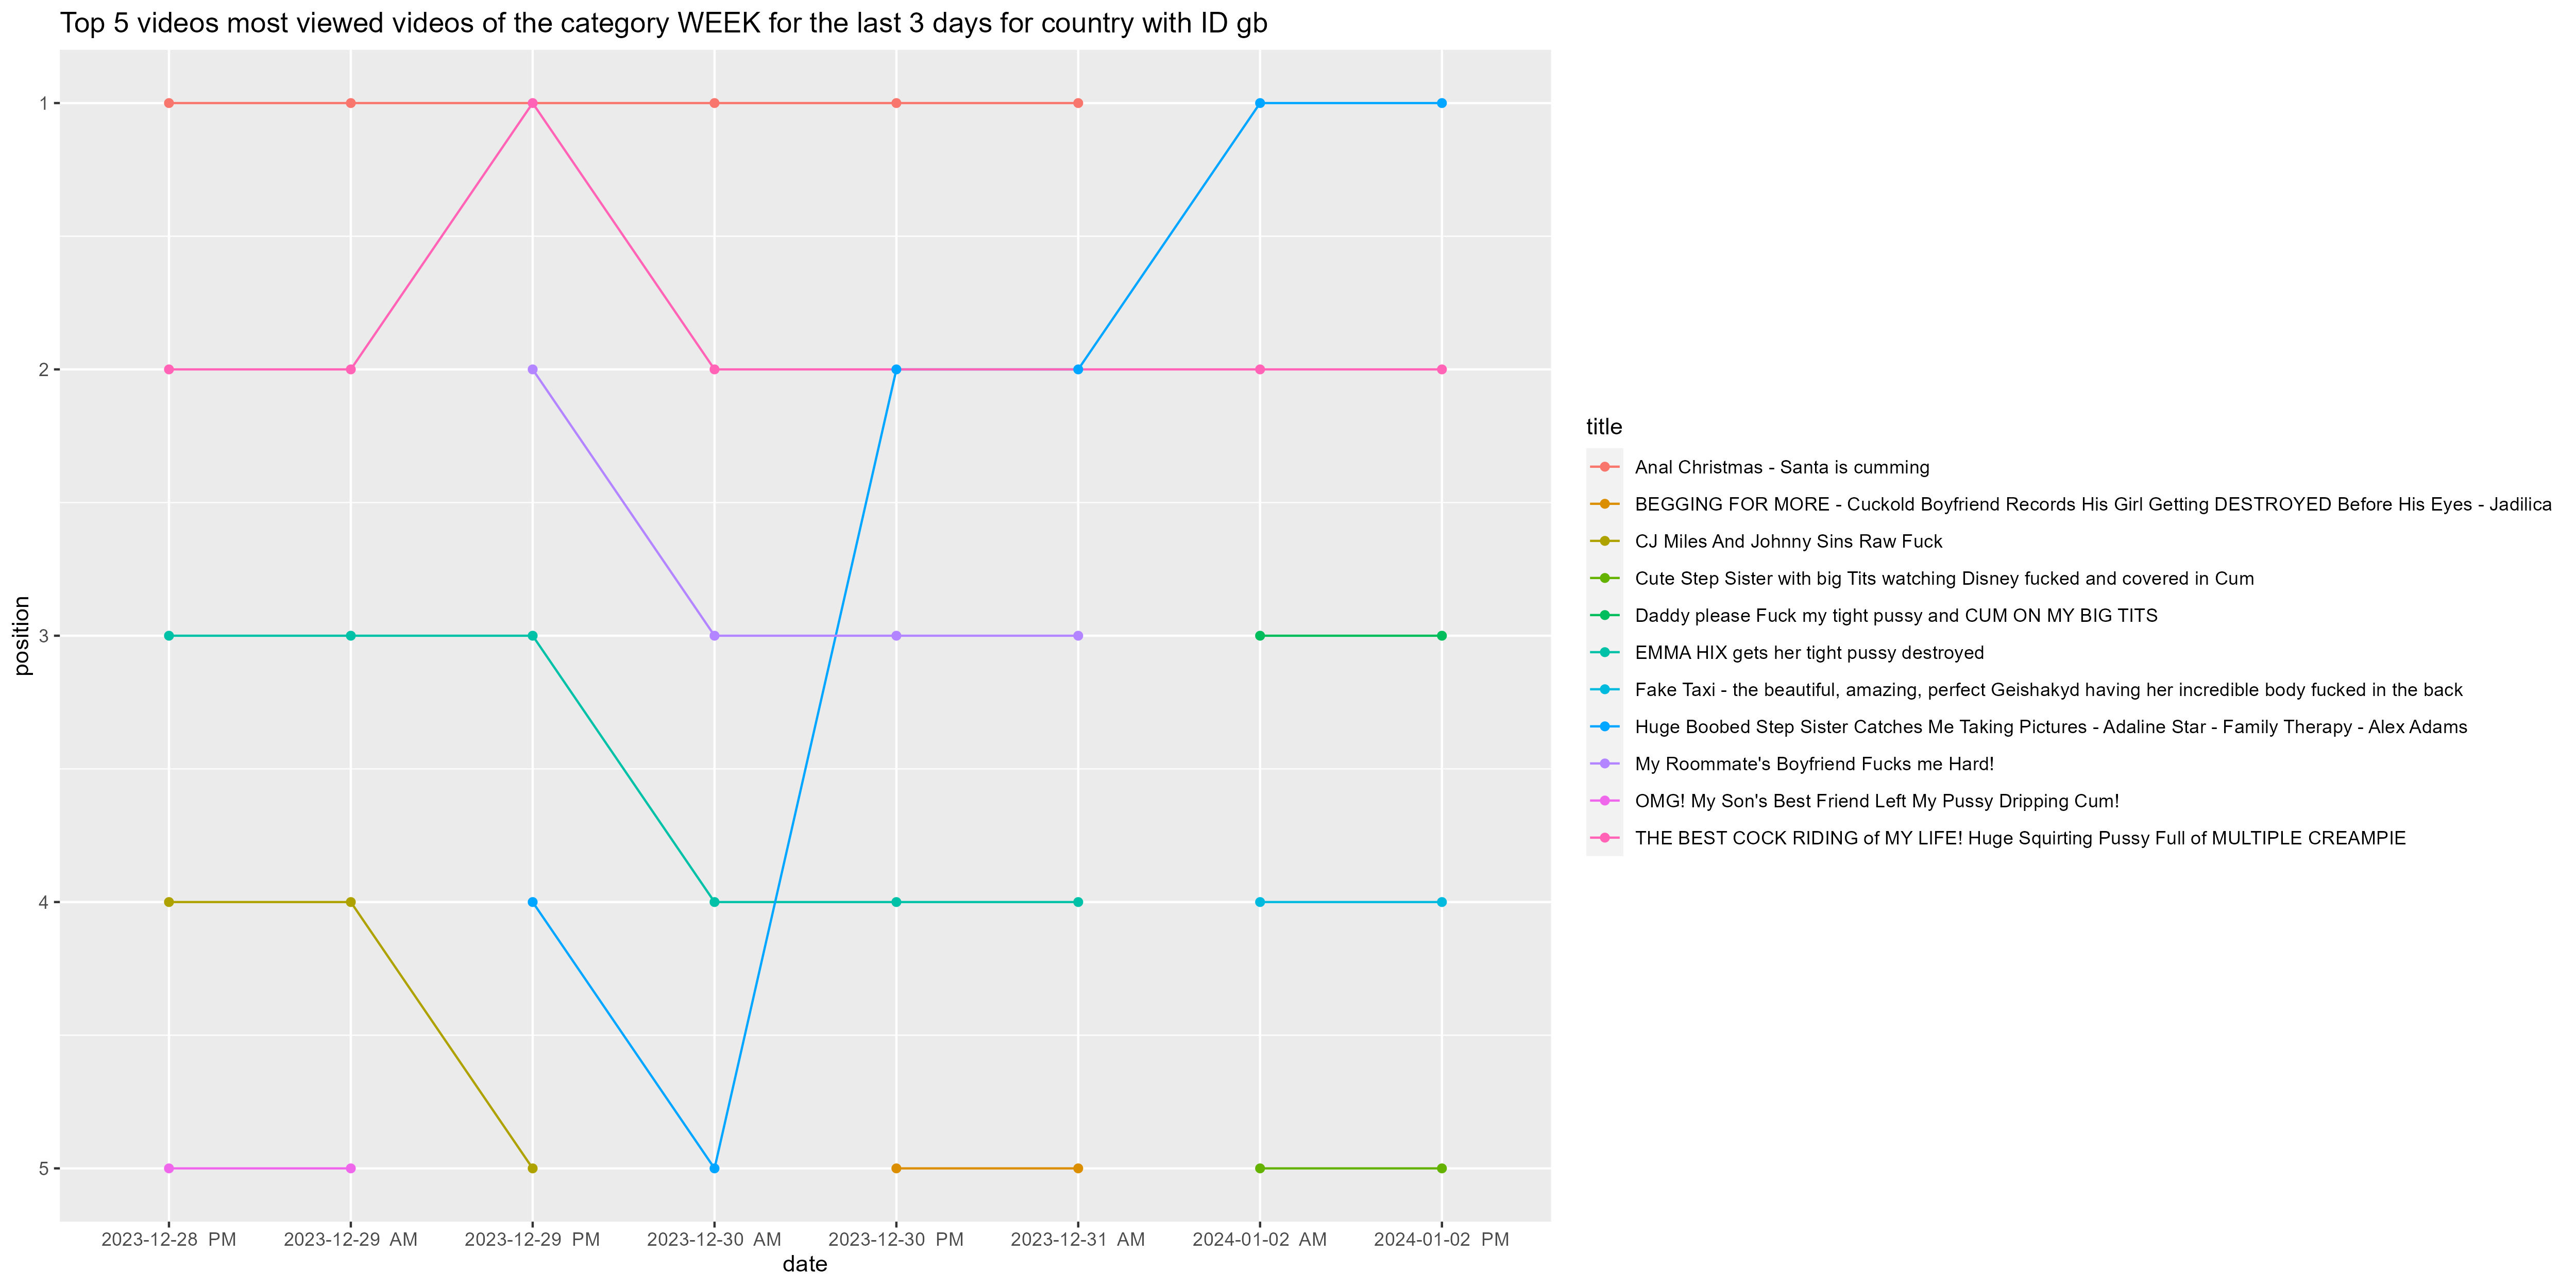 Top 5 videos most viewed videos of the category WEEK for the last 3 days for country with ID gb
position
1
2
3
4
5
2023-12-28 PM
2023-12-29 AM
2023-12-29 PM
2023-12-30 AM
2023-12-30 PM
2023-12-31 AM
2024-01-02 AM
2024-01-02 PM
date
title
Anal Christmas - Santa is cumming
BEGGING FOR MORE - Cuckold Boyfriend Records His Girl Getting DESTROYED Before His Eyes - Jadilica
CJ Miles And Johnny Sins Raw Fuck
Cute Step Sister with big Tits watching Disney fucked and covered in Cum
Daddy please Fuck my tight pussy and CUM ON MY BIG TITS
EMMA HIX gets her tight pussy destroyed
Fake Taxi - the beautiful, amazing, perfect Geishakyd having her incredible body fucked in the back
Huge Boobed Step Sister Catches Me Taking Pictures - Adaline Star - Family Therapy - Alex Adams
My Roommate's Boyfriend Fucks me Hard!
OMG! My Son's Best Friend Left My Pussy Dripping Cum!
THE BEST COCK RIDING of MY LIFE! Huge Squirting Pussy Full of MULTIPLE CREAMPIE